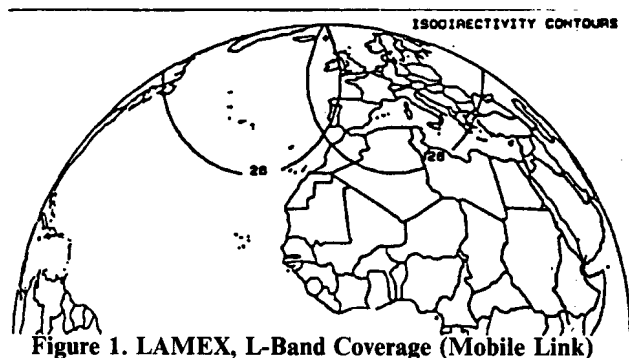 ISODIRECTIVITY CONTOURS
28
28
Figure 1. LAMEX, L-Band Coverage (Mobile Link)